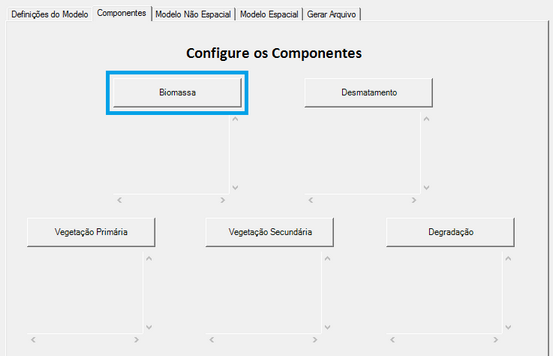 Definições do Modelo Componentes Modelo Não Espacial Modelo Espacial Gerar Arquivo
Configure os Componentes
Biomassa Desmatamento
Vegetação Primária Vegetação Secundária Degradação